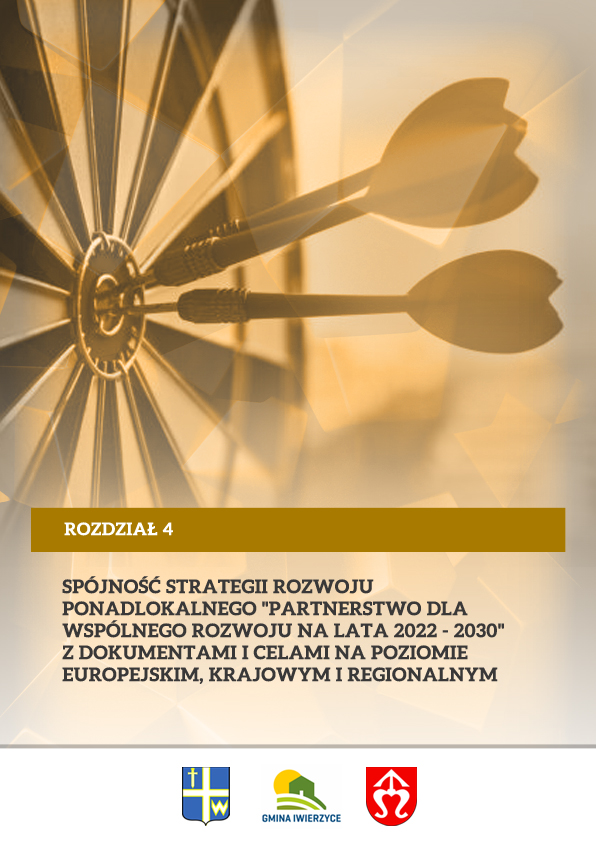 ROZDZIAŁ 4
SPÓJNOŚĆ STRATEGII ROZWOJU
PONADLOKALNEGO "PARTNERSTWO DLA
WSPÓLNEGO ROZWOJU NA LATA 2022 - 2030"
Z DOKUMENTAMI I CELAMI NA POZIOMIE
EUROPEJSKIM, KRAJOWYM I REGIONALNYM
GMINA IWIERZYCE